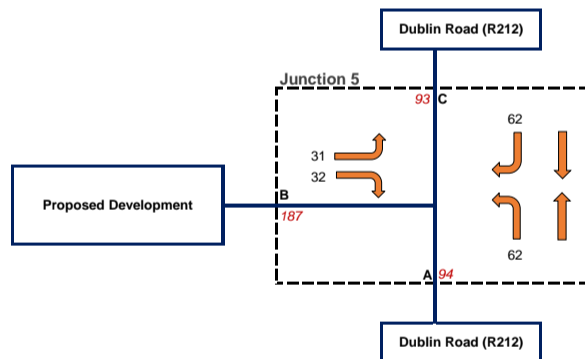 Dublin Road (R212)
Junction 5
93 C
62
31
32
B
187
Proposed Development
62
A 94
Dublin Road (R212)